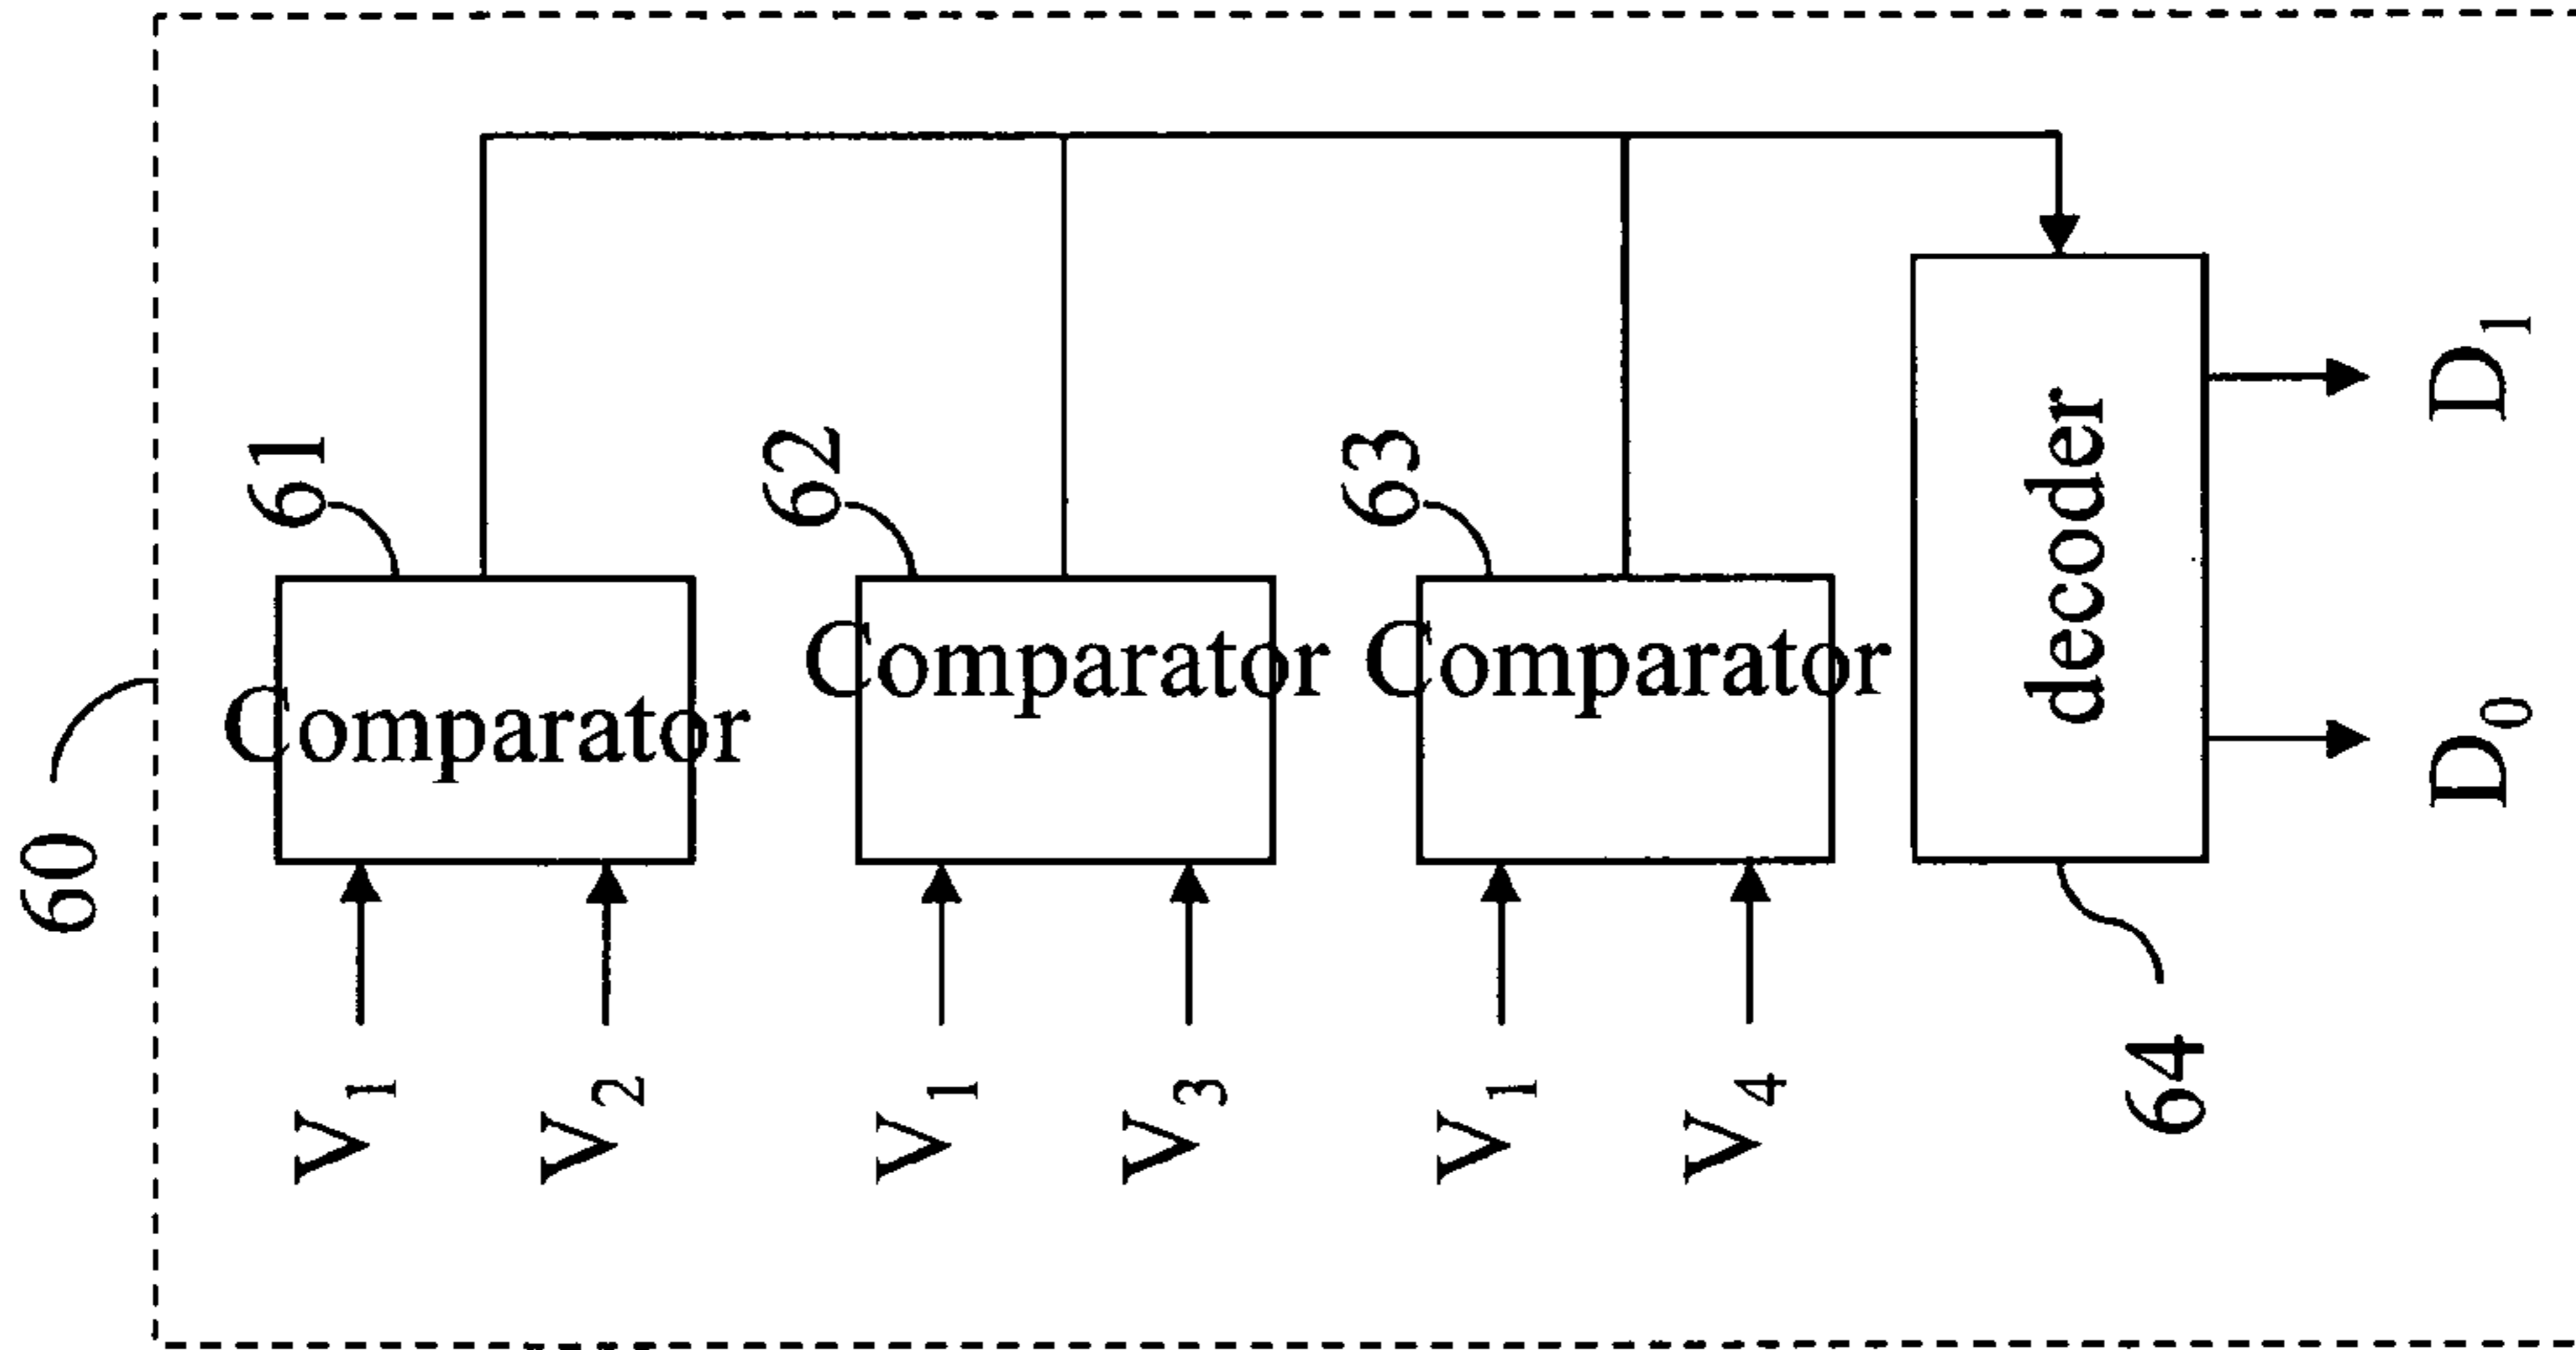 60
61
Comparator
V1
V2
62
Comparator
V1
V3
63
Comparator
V1
V4
decoder
64
D1
D0